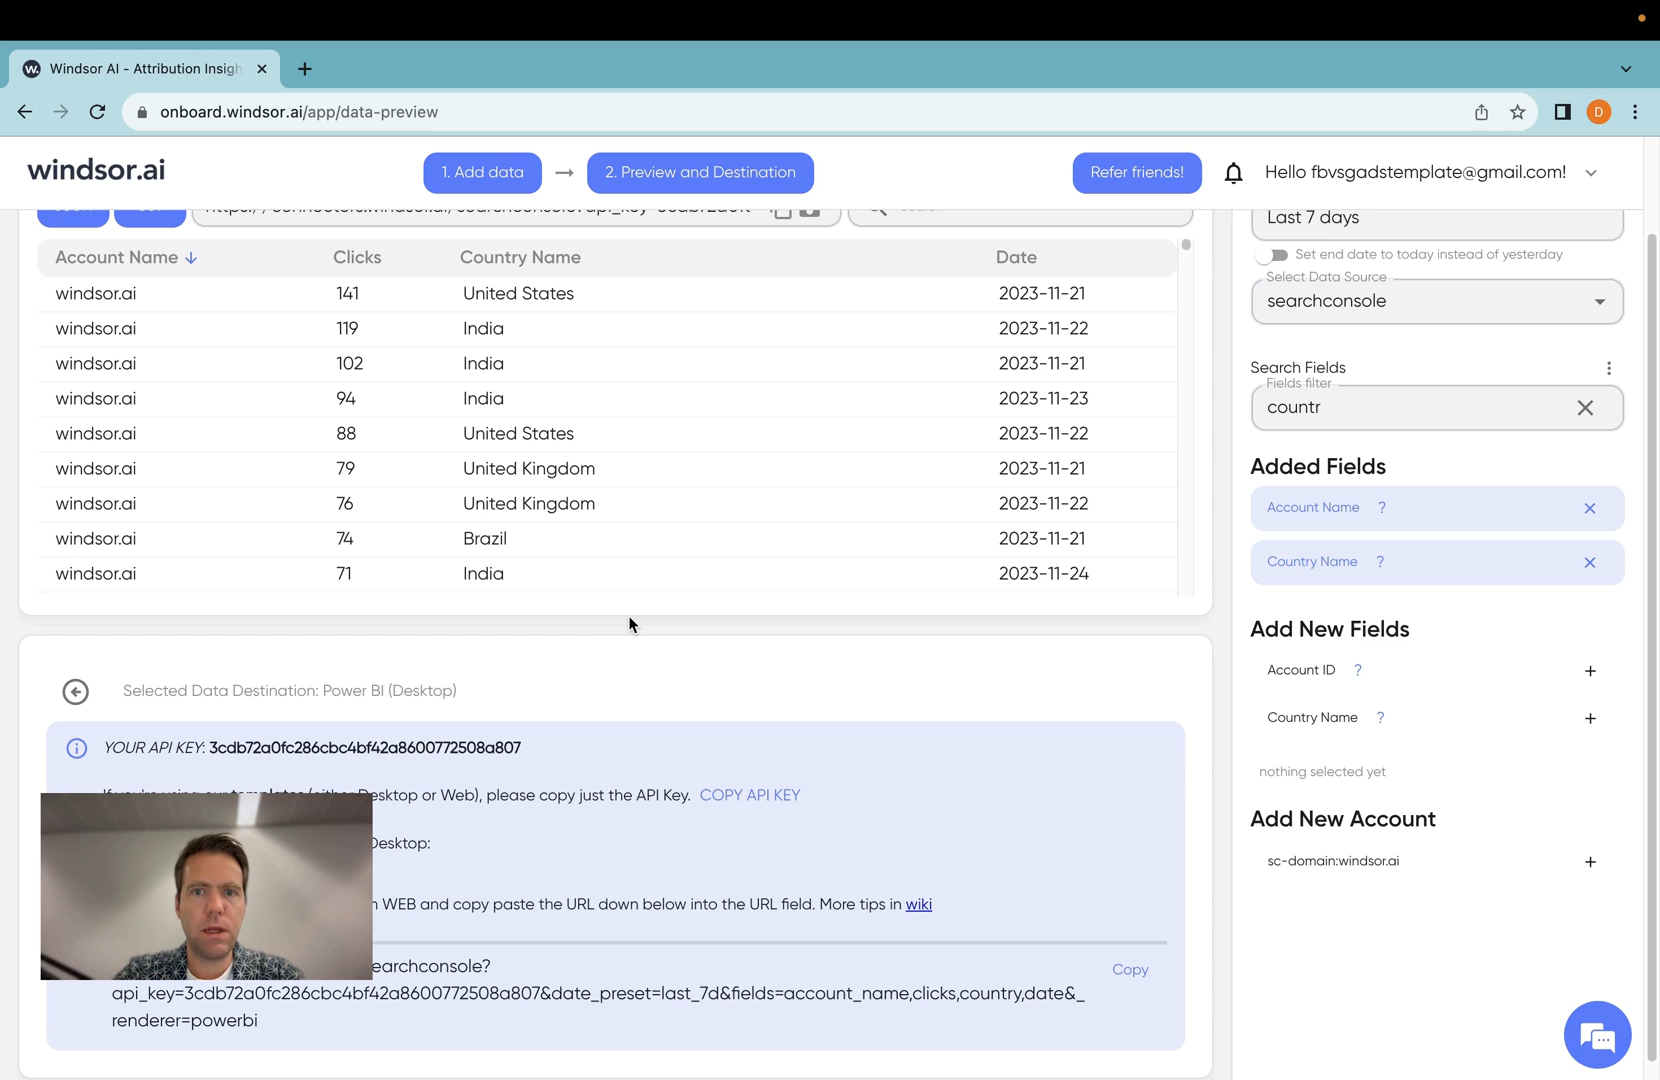 Windsor AI - Attribution Insigh
onboard.windsor.ai/app/data-preview
D
windsor.ai
1. Add data
2. Preview and Destination
Refer friends!
Hello fbvsgadstemplate@gmail.com!
Last 7 days
Set end date to today instead of yesterday
Select Data Source
searchconsole
Search Fields
Fields filter
countr
Added Fields
Account Name ?
Country Name ?
Add New Fields
Account ID ?
Country Name ?
nothing selected yet
Add New Account
sc-domain:windsor.ai
Account Name Clicks Country Name Date
windsor.ai 141 United States 2023-11-21
windsor.ai 119 India 2023-11-22
windsor.ai 102 India 2023-11-21
windsor.ai 94 India 2023-11-23
windsor.ai 88 United States 2023-11-22
windsor.ai 79 United Kingdom 2023-11-21
windsor.ai 76 United Kingdom 2023-11-22
windsor.ai 74 Brazil 2023-11-21
windsor.ai 71 India 2023-11-24
Selected Data Destination: Power BI (Desktop)
YOUR API KEY: 3cdb72a0fc286cbc4bf42a8600772508a807
(either Desktop or Web), please copy just the API Key. COPY API KEY
Desktop:
WEB and copy paste the URL down below into the URL field. More tips in wiki
earchconsole?
Copy
api_key=3cdb72a0fc286cbc4bf42a8600772508a807&date_preset=last_7d&fields=account_name,clicks,country,date&_
renderer=powerbi